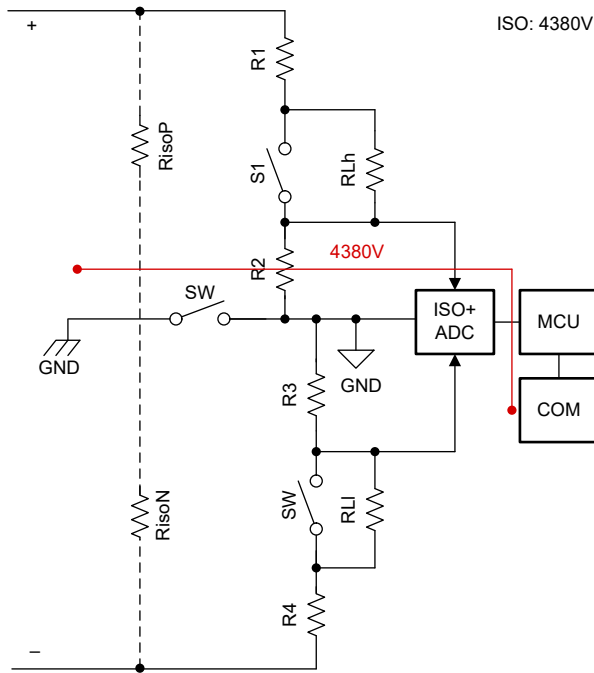 +
ISO: 4380V
R1
RisoP
S1
RLh
R2
4380V
SW
ISO+
ADC
MCU
GND
GND
COM
R3
SW
RLl
RisoN
R4
–